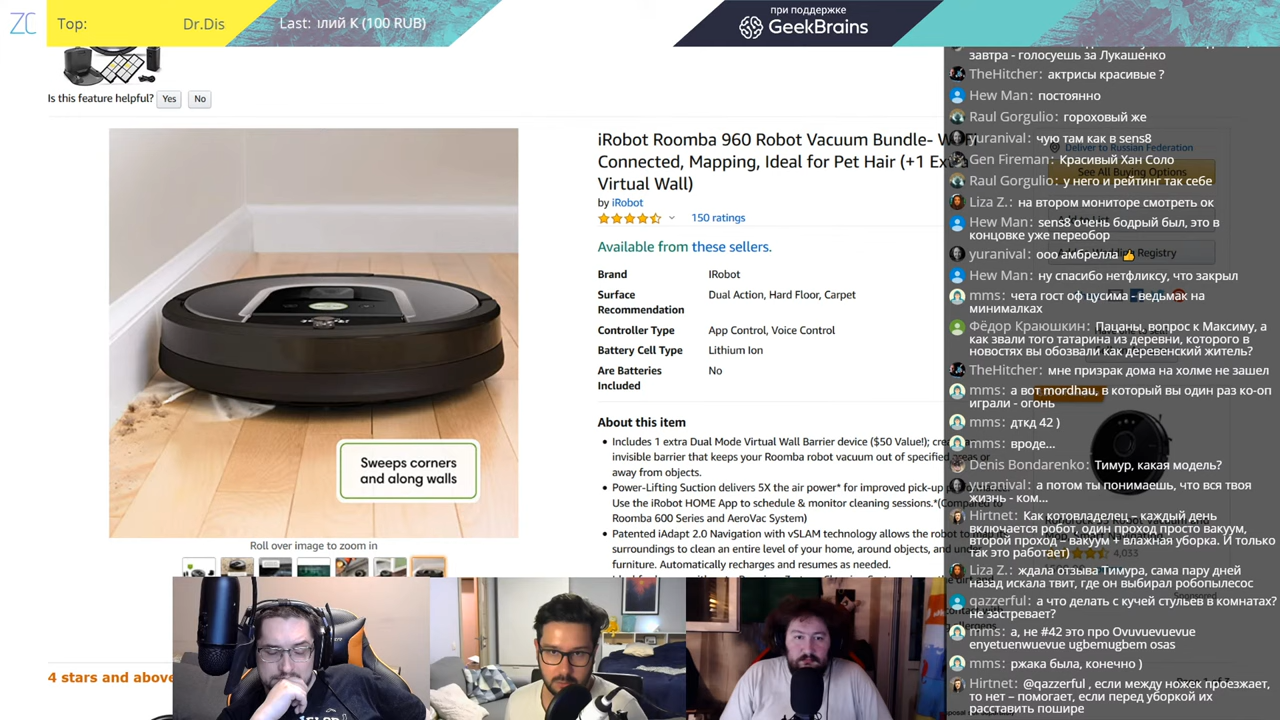 ZC
Top:
Dr.Dis
Last: ілий К (100 RUB)
при поддержке
GeekBrains
Is this feature helpful? Yes No
iRobot Roomba 960 Robot Vacuum Bundle-
Connected, Mapping, Ideal for Pet Hair (+1
Virtual Wall)
by iRobot
150 ratings
Available from these sellers.
Brand IRobot
Surface Recommendation Dual Action, Hard Floor, Carpet
Controller Type App Control, Voice Control
Battery Cell Type Lithium Ion
Are Batteries Included No
About this item
Includes 1 extra Dual Mode Virtual Wall Barrier device ($50 Value!);
invisible barrier that keeps your Roomba robot vacuum out of specified areas or
away from objects.
Power-Lifting Suction delivers 5X the air power* for improved pick-up
Use the iRobot HOME App to schedule & monitor cleaning sessions.*(Compared to
Roomba 600 Series and AeroVac System)
Patented iAdapt 2.0 Navigation with vSLAM technology allows the robot to
surroundings to clean an entire level of your home, around objects, and under
furniture. Automatically recharges and resumes as needed.
Sweeps corners
and along walls
Roll over image to zoom in
4 stars and above
завтра - голосуешь за Лукашенко
TheHitcher: актрисы красивые ?
Hew Man: постоянно
Raul Gorgulio: гороховый же
yuranival: чую там как в sens8
Deliver to Russian Federation
Gen Fireman: Красивый Хан Соло
See All Buying Options
Raul Gorgulio: у него и рейтинг так себе
Liza Z.: на втором мониторе смотреть ок
Hew Man: sens8 очень бодрый был, это в
концовке уже переобор
Registry
yuranival: ооо амбрелла 👍
Hew Man: ну спасибо нетфликсу, что закрыл
mms: чета гост оф цусима - ведьмак на
минималках
Фёдор Краюшкин: Пацаны, вопрос к Максиму, а
как звали того татарина из деревни, которого в
новостях вы обозвали как деревенский житель?
TheHitcher: мне призрак дома на холме не зашел
mms: а вот mordhau, в который вы один раз ко-оп
играли - огонь
mms: дткд 42 )
mms: вроде...
Denis Bondarenko: Тимур, какая модель?
yuranival: а потом ты понимаешь, что вся твоя
жизнь - ком...
Hirtnet: Как котовладелец – каждый день
включается робот, один проход просто вакуум,
второй проход – вакуум + влажная уборка. И только
так это работает)
4,033
Liza Z.: ждала отзыва Тимура, сама пару дней
назад искала твит, где он выбирал робопылесос
Sponsored
qazzerful: а что делать с кучей стульев в комнатах?
не застревает?
mms: а, не #42 это про Ovuvuevuevue
enyetuenwuevue ugbemugbem osas
mms: ржака была, конечно )
Hirtnet: @qazzerful , если между ножек проезжает,
то нет – помогает, если перед уборкой их
расставить пошире